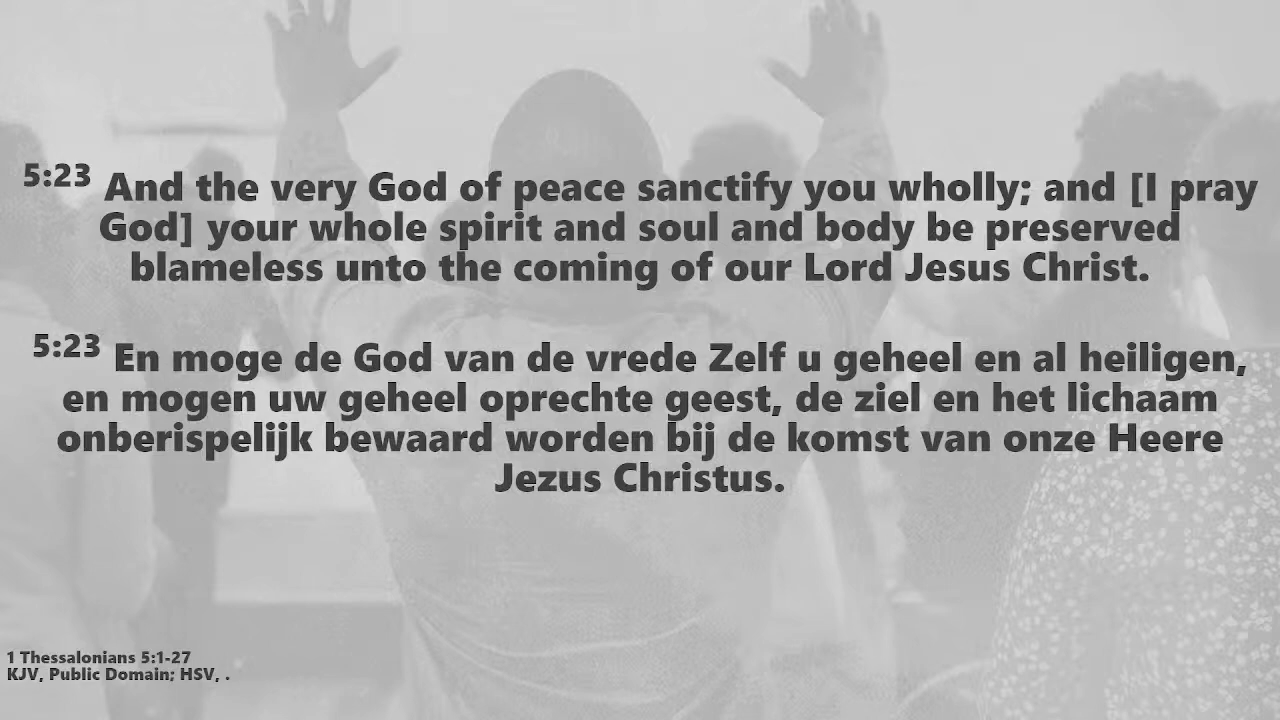 5:23 And the very God of peace sanctify you wholly; and [I pray
God] your whole spirit and soul and body be preserved
blameless unto the coming of our Lord Jesus Christ.
5:23 En moge de God van de vrede Zelf u geheel en al heiligen,
en mogen uw geheel oprechte geest, de ziel en het lichaam
onberispelijk bewaard worden bij de komst van onze Heere
Jezus Christus.
1 Thessalonians 5:1-27
KJV, Public Domain; HSV, .